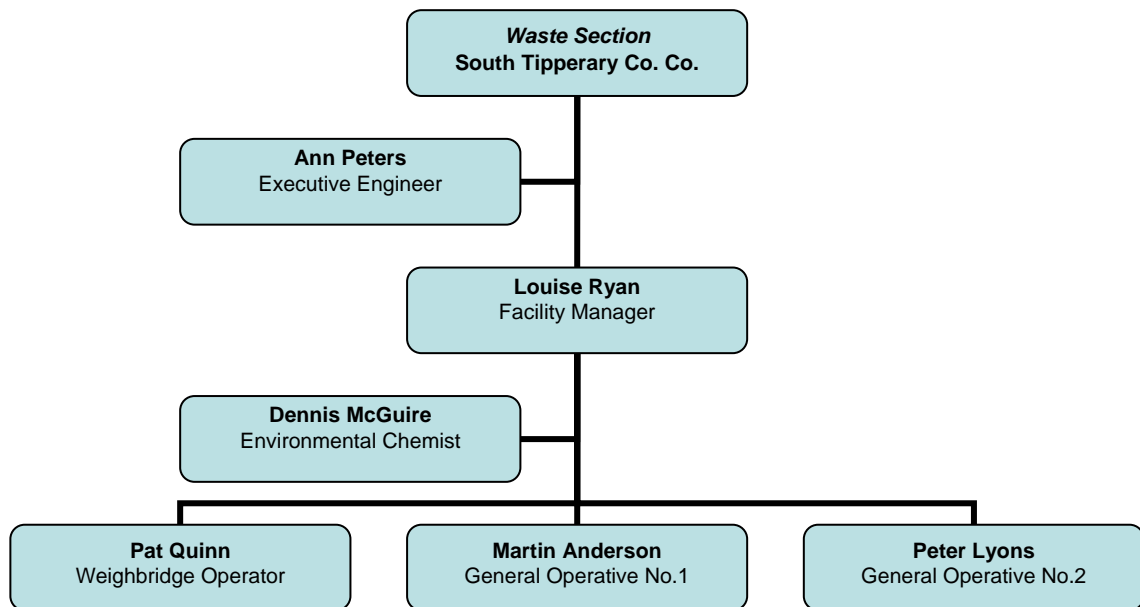 Waste Section
South Tipperary Co. Co.
Ann Peters
Executive Engineer
Louise Ryan
Facility Manager
Dennis McGuire
Environmental Chemist
Pat Quinn
Weighbridge Operator
Martin Anderson
General Operative No.1
Peter Lyons
General Operative No.2